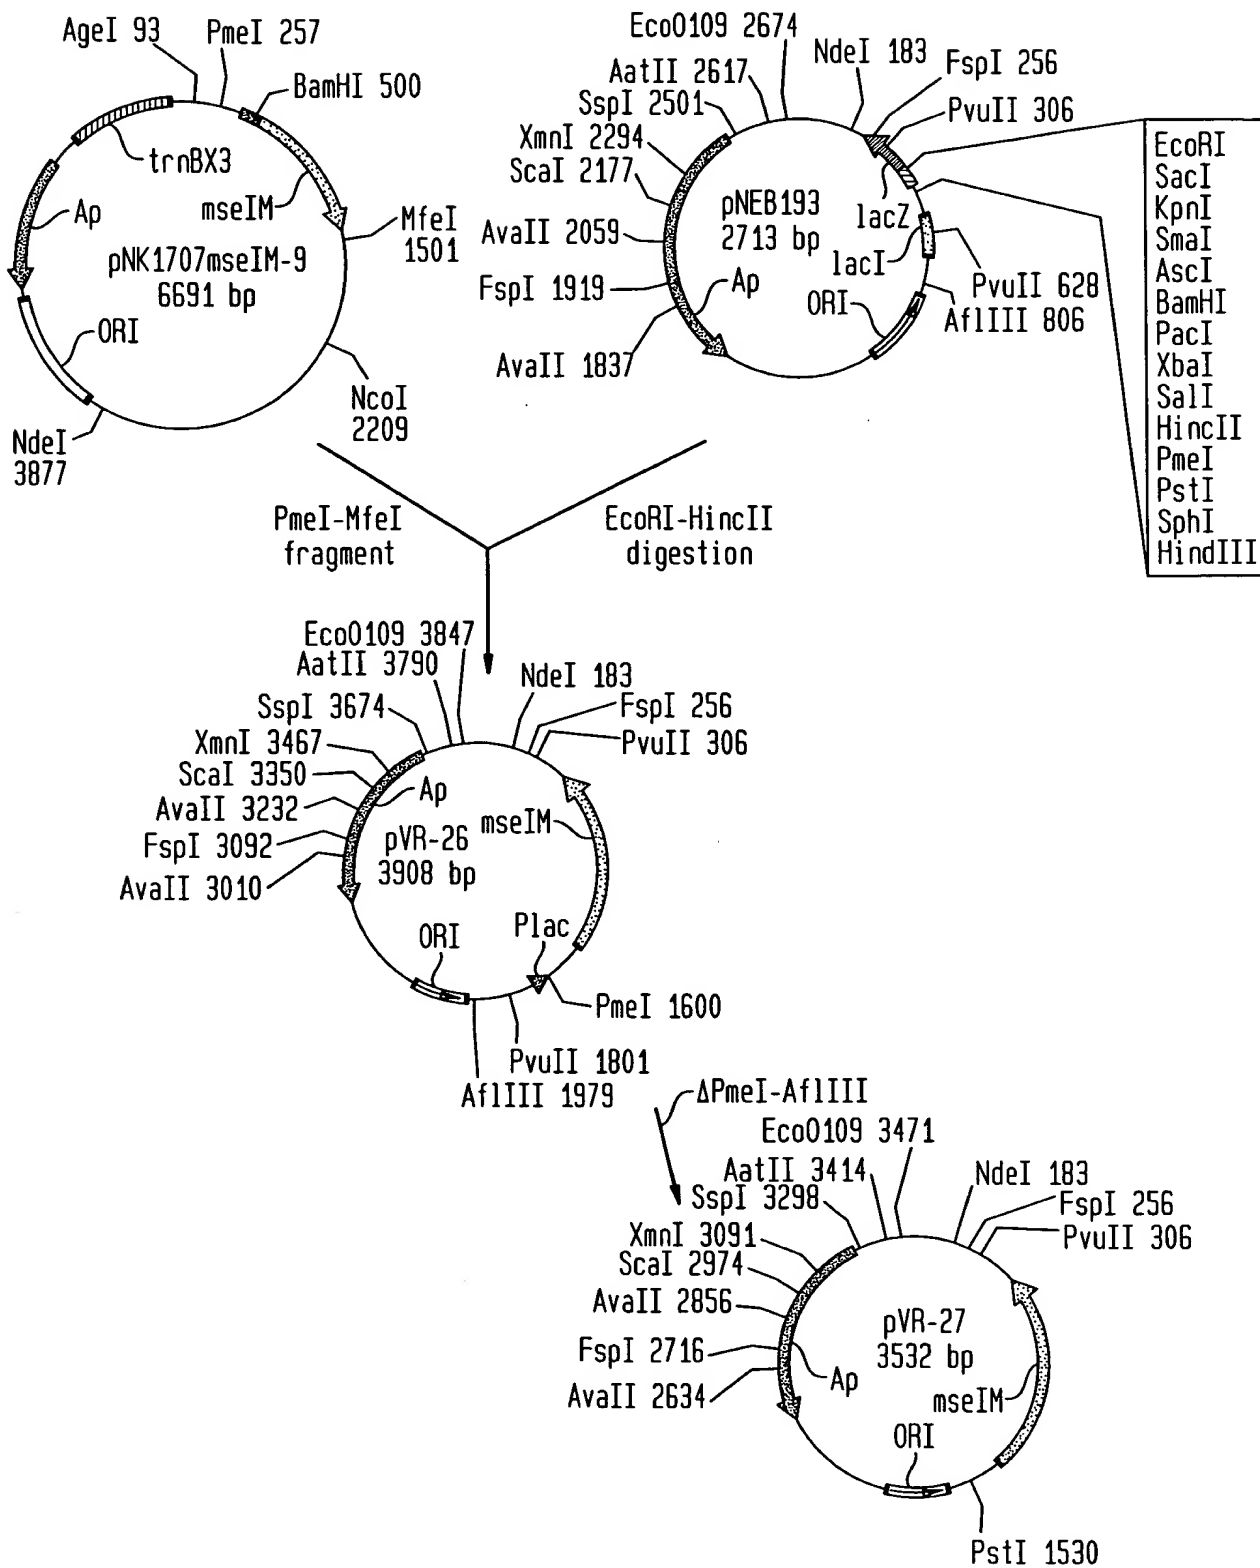 AgeI 93
PmeI 257
BamHI 500
trnBX3
Ap
mseIM
MfeI
1501
pNK1707mseIM-9
6691 bp
ORI
NcoI
2209
NdeI
3877
EcoO109 2674
AatII 2617
SspI 2501
XmnI 2294
ScaI 2177
AvaII 2059
FspI 1919
AvaII 1837
NdeI 183
FspI 256
PvuII 306
pNEB193
2713 bp
lacZ
lacI
Ap
ORI
PvuII 628
AflIII 806
EcoRI
SacI
KpnI
SmaI
AscI
BamHI
PacI
XbaI
SalI
HincII
PmeI
PstI
SphI
HindIII
PmeI-MfeI
fragment
EcoRI-HincII
digestion
EcoO109 3847
AatII 3790
SspI 3674
XmnI 3467
ScaI 3350
AvaII 3232
FspI 3092
AvaII 3010
NdeI 183
FspI 256
PvuII 306
Ap
mseIM
pVR-26
3908 bp
Plac
ORI
PmeI 1600
PvuII 1801
AflIII 1979
ΔPmeI-AflIII
EcoO109 3471
AatII 3414
SspI 3298
XmnI 3091
ScaI 2974
AvaII 2856
FspI 2716
AvaII 2634
NdeI 183
FspI 256
PvuII 306
pVR-27
3532 bp
Ap
mseIM
ORI
PstI 1530